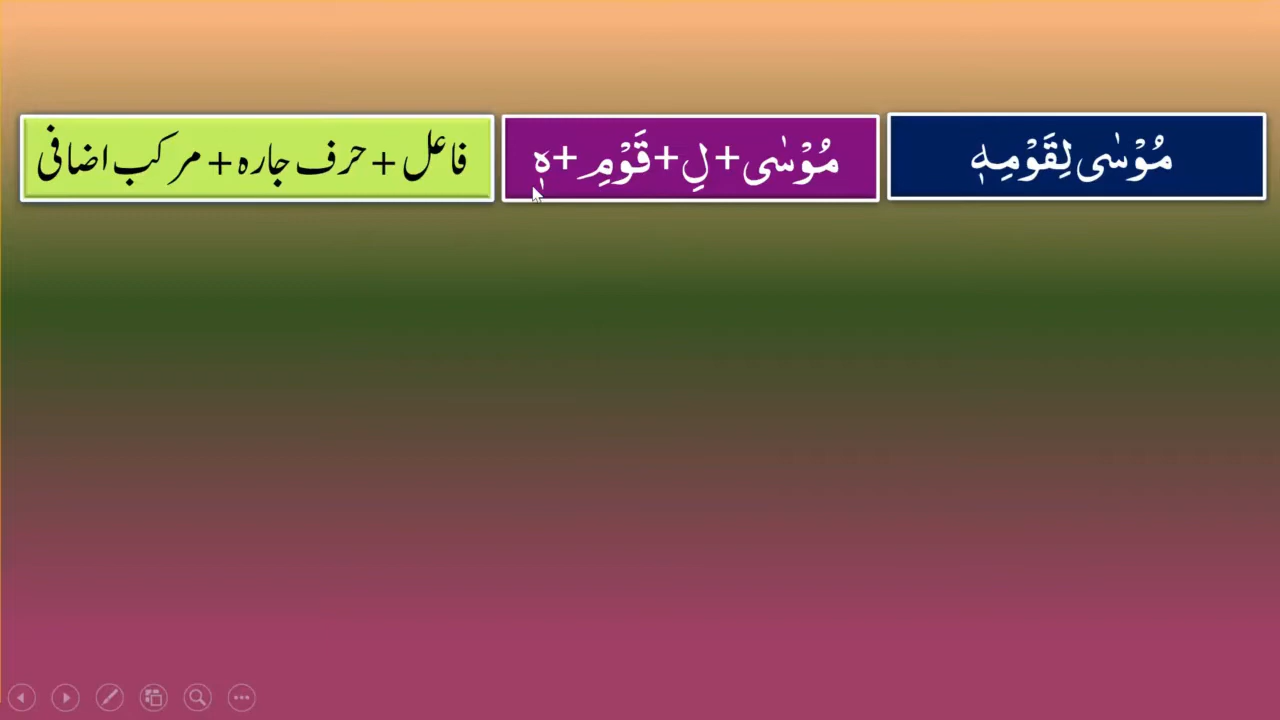 مُوْسٰى لِقَوْمِهٖ
مُوْسٰى+لِ+قَوْمِ+هٖ
فاعل + حرف جارہ + مرکب اضافی